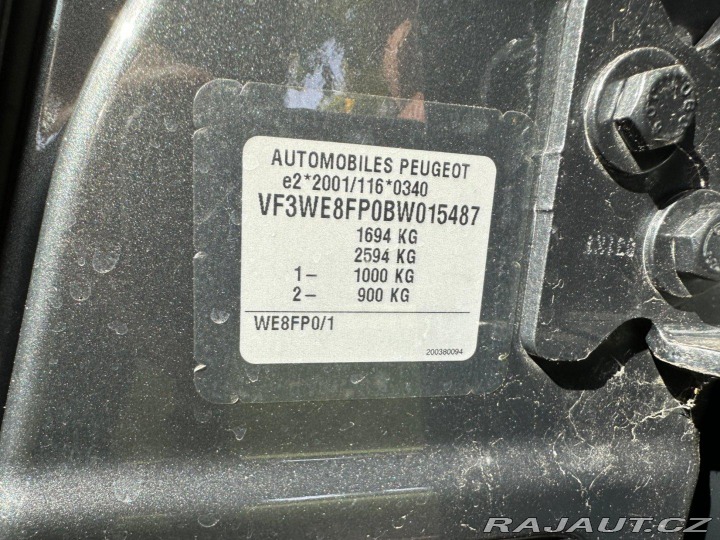 AUTOMOBILES PEUGEOT
e2*2001/116*0340
VF3WE8FP0BW015487
1694 KG
2594 KG
1- 1000 KG
2- 900 KG
WE8FP0/1
200380094
RAJAUT.CZ